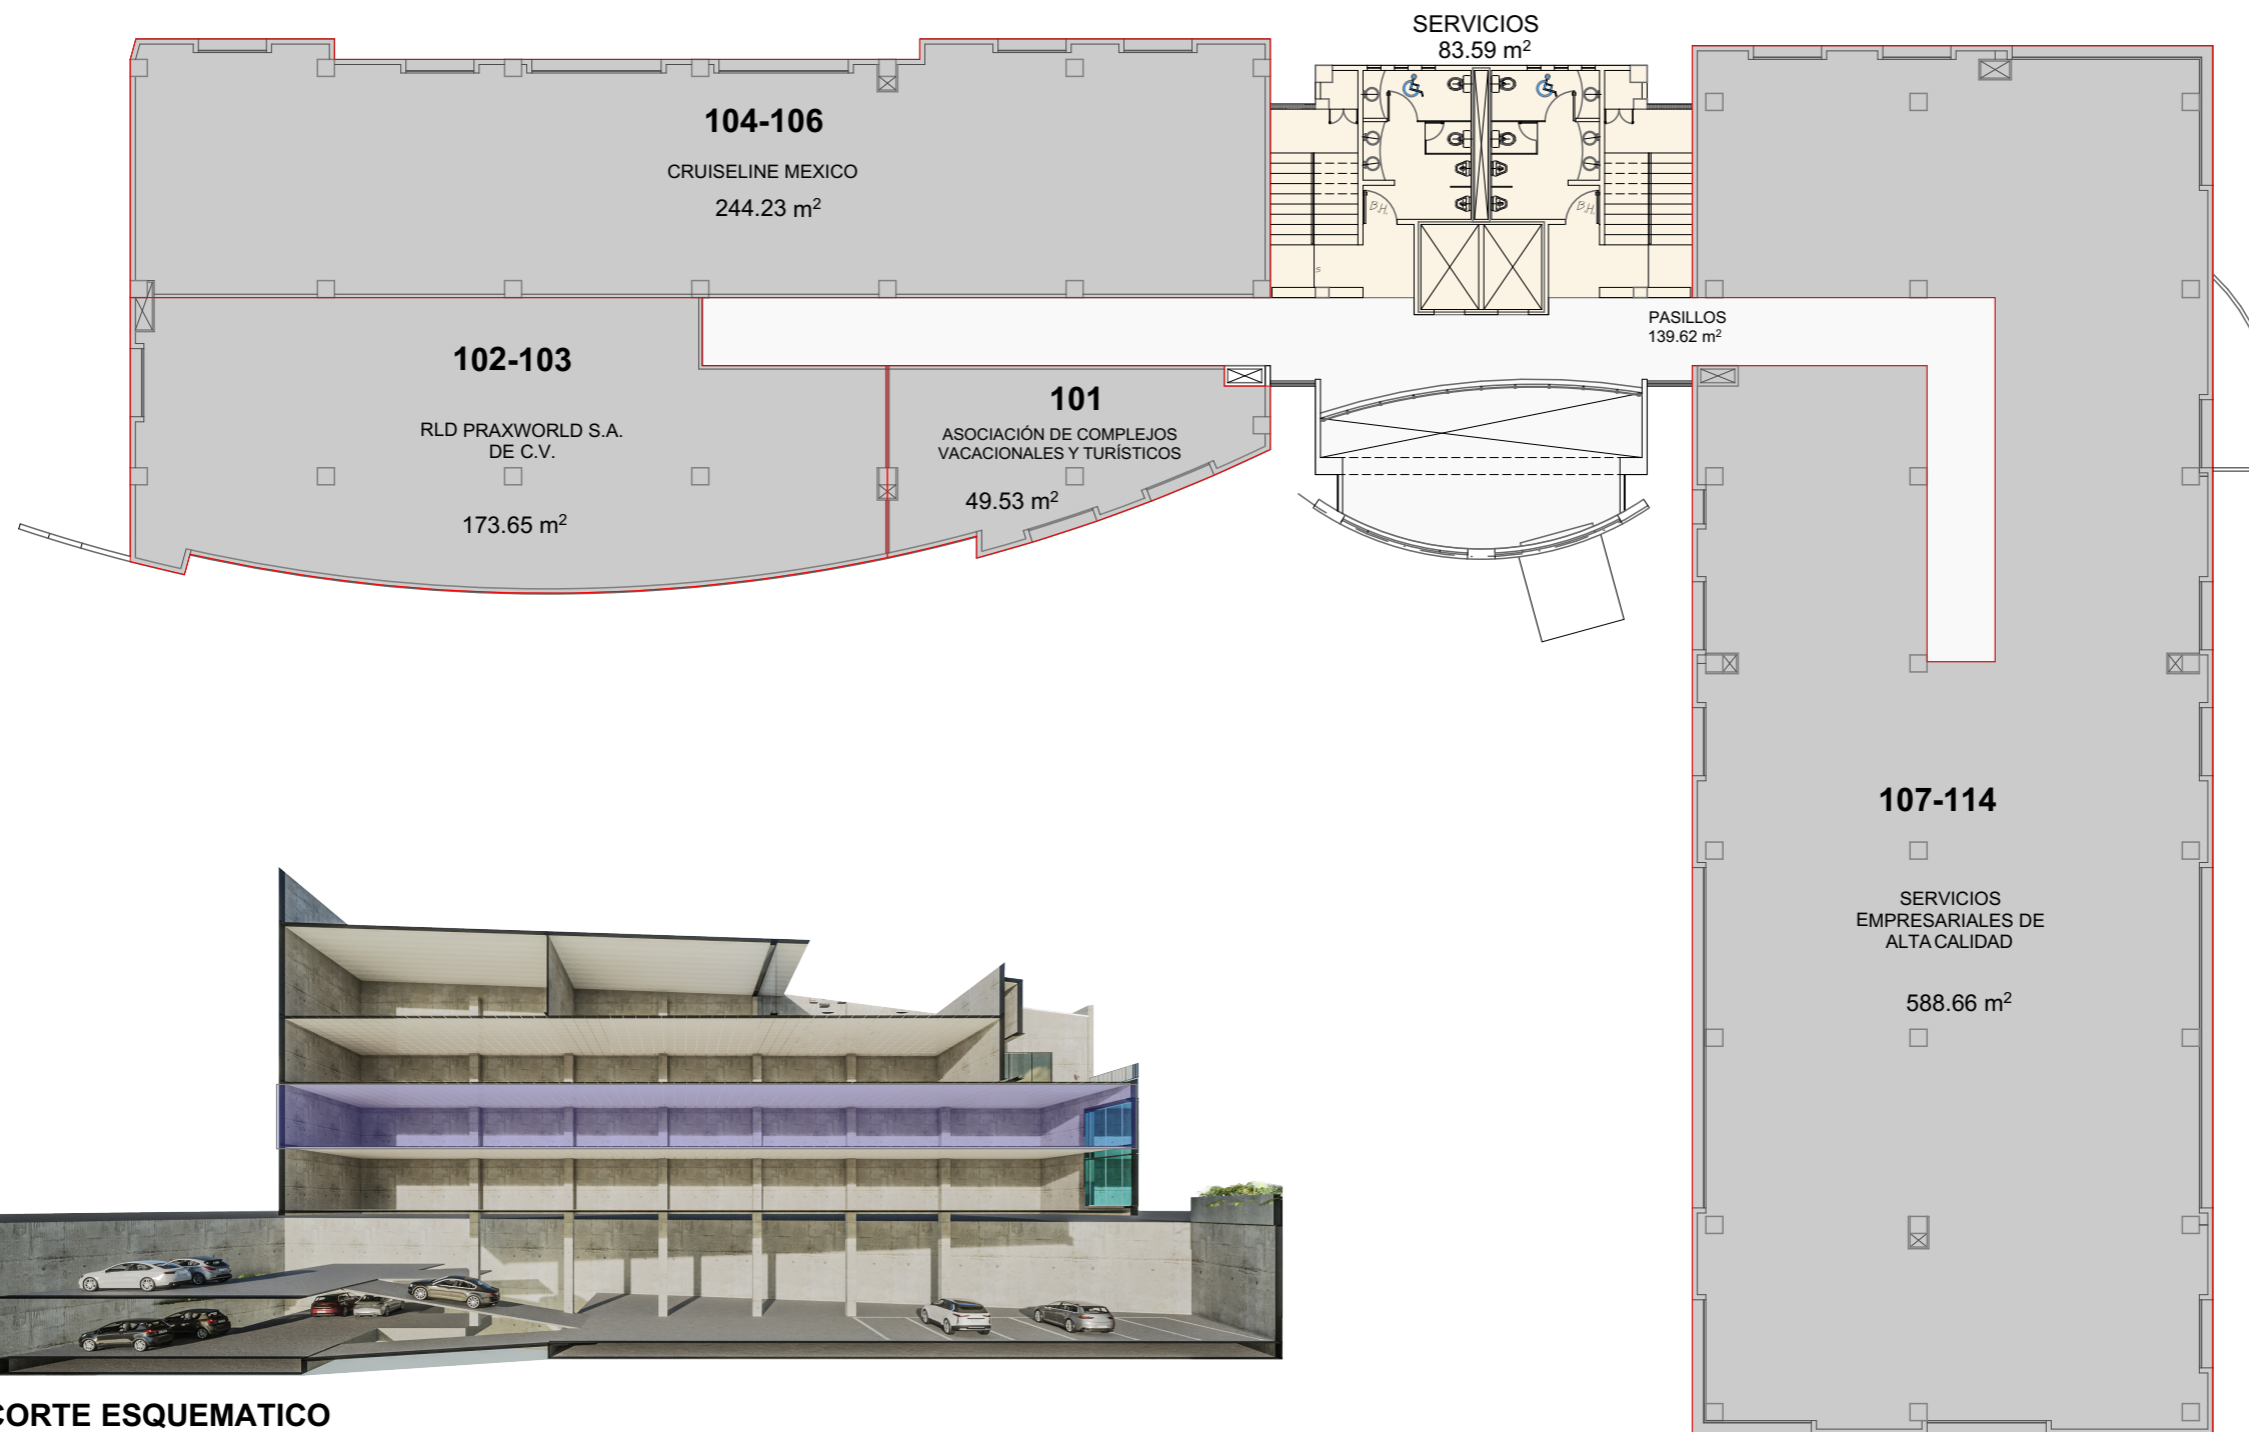 SERVICIOS
83.59 m²
104-106
CRUISELINE MEXICO
244.23 m²
B.H.
B.H.
S
PASILLOS
139.62 m²
102-103
RLD PRAXWORLD S.A.
DE C.V.
173.65 m²
101
ASOCIACIÓN DE COMPLEJOS
VACACIONALES Y TURÍSTICOS
49.53 m²
107-114
SERVICIOS
EMPRESARIALES DE
ALTA CALIDAD
588.66 m²
CORTE ESQUEMATICO